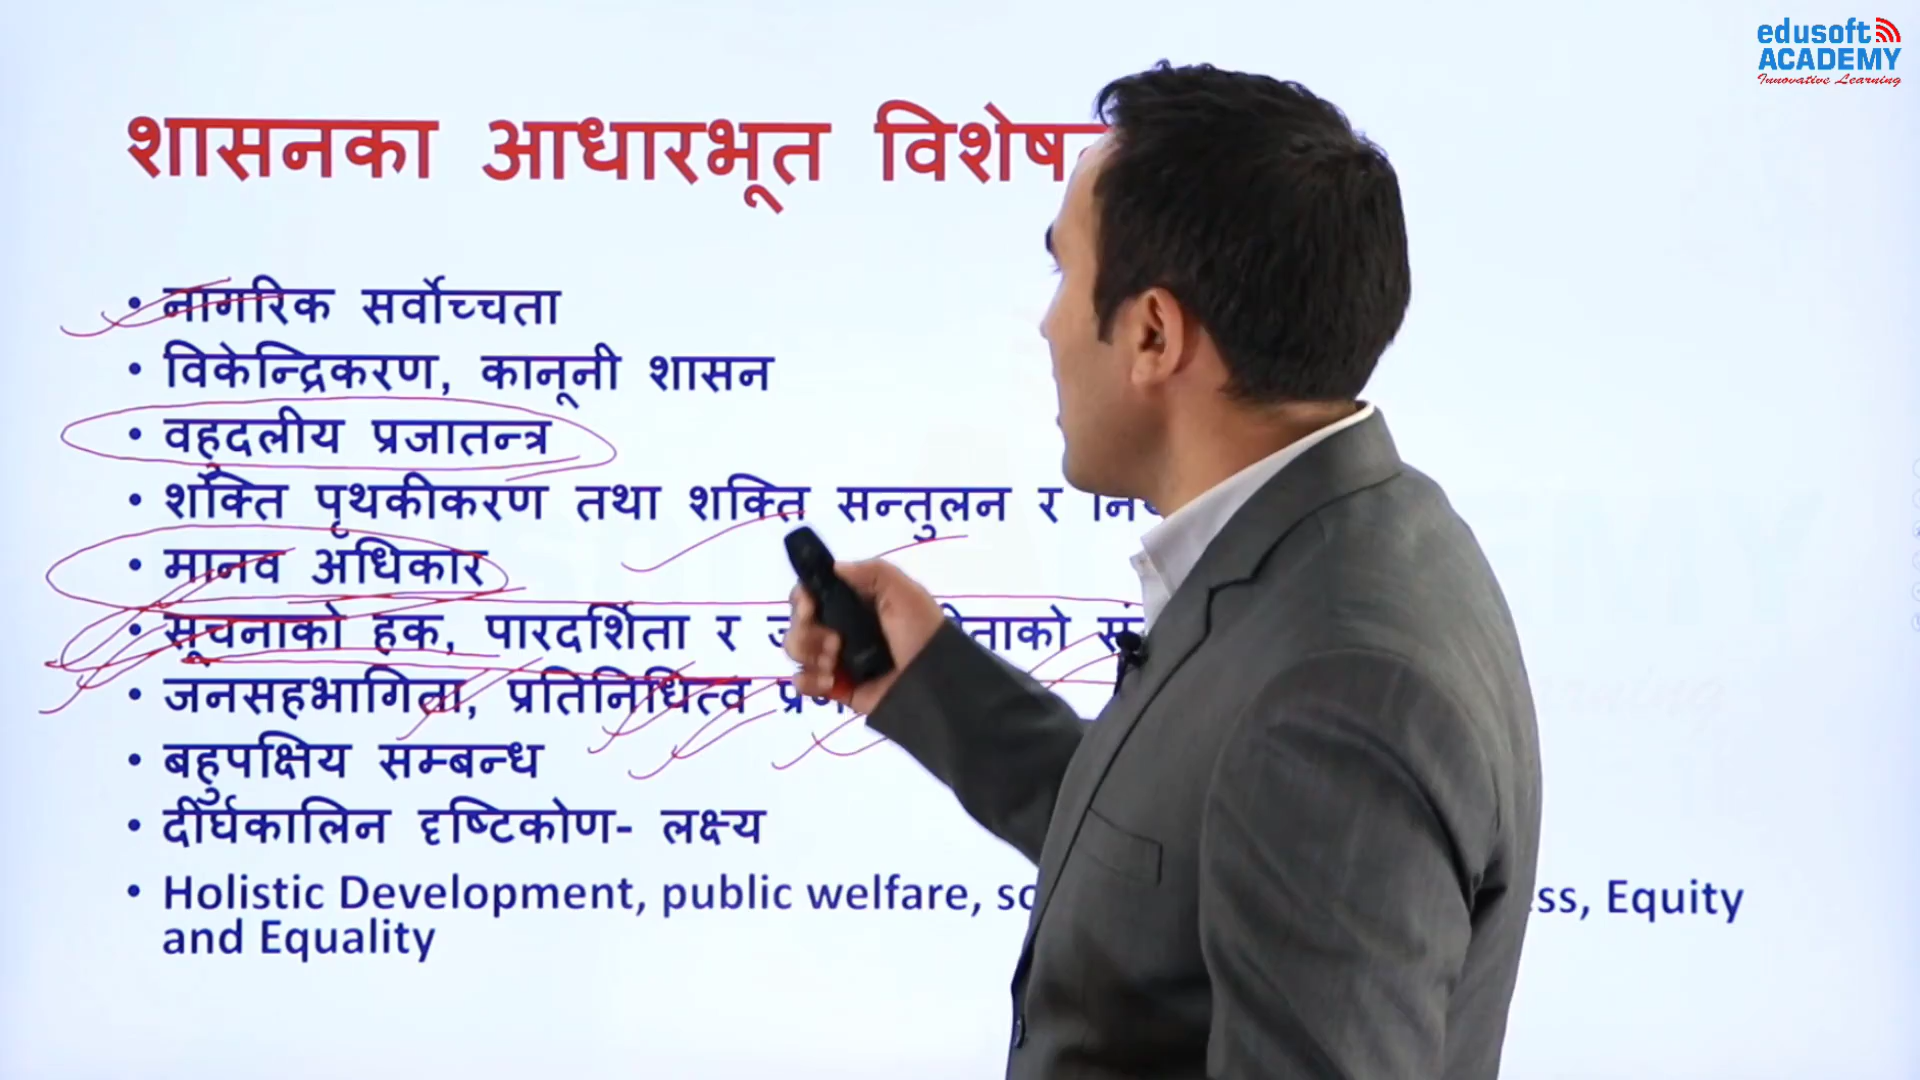 edusoft
ACADEMY
Innovative Learning
शासनका आधारभूत
• नागरिक सर्वोच्चता
• विकेन्द्रिकरण, कानूनी शासन
• वहुदलीय प्रजातन्त्र
• शक्ति पृथकीकरण तथा शक्ति सन्तुलन र
• मानव अधिकार
• सूचनाको हक, पारदर्शिता र
• जनसहभागिता, प्रतिनिधित्व
• बहुपक्षिय सम्बन्ध
• दीर्घकालिन दृष्टिकोण- लक्ष्य
• Holistic Development, public welfare, Equity
and Equality